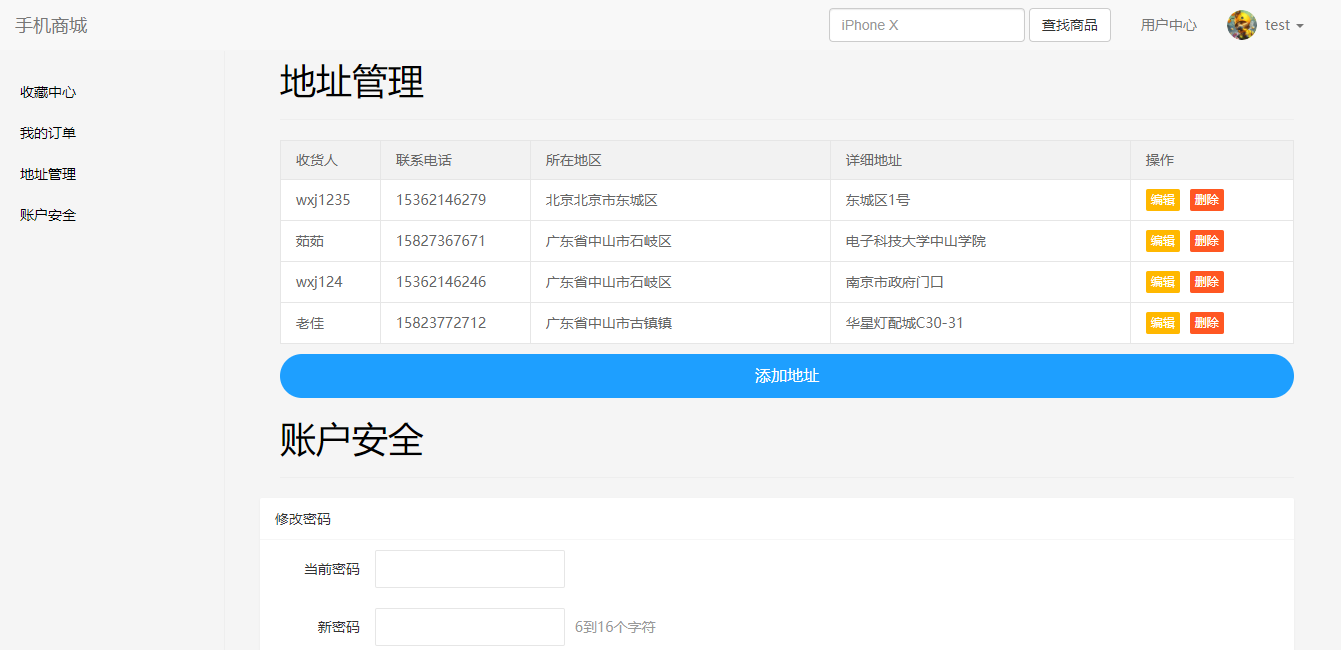 手机商城 iPhone X 查找商品 用户中心 test
收藏中心
我的订单
地址管理
账户安全
地址管理
收货人 联系电话 所在地区 详细地址 操作
wxj1235 15362146279 北京北京市东城区 东城区1号 编辑 删除
茹茹 15827367671 广东省中山市石岐区 电子科技大学中山学院 编辑 删除
wxj124 15362146246 广东省中山市石岐区 南京市政府门口 编辑 删除
老佳 15823772712 广东省中山市古镇镇 华星灯配城C30-31 编辑 删除
添加地址
账户安全
修改密码
当前密码
新密码 6到16个字符